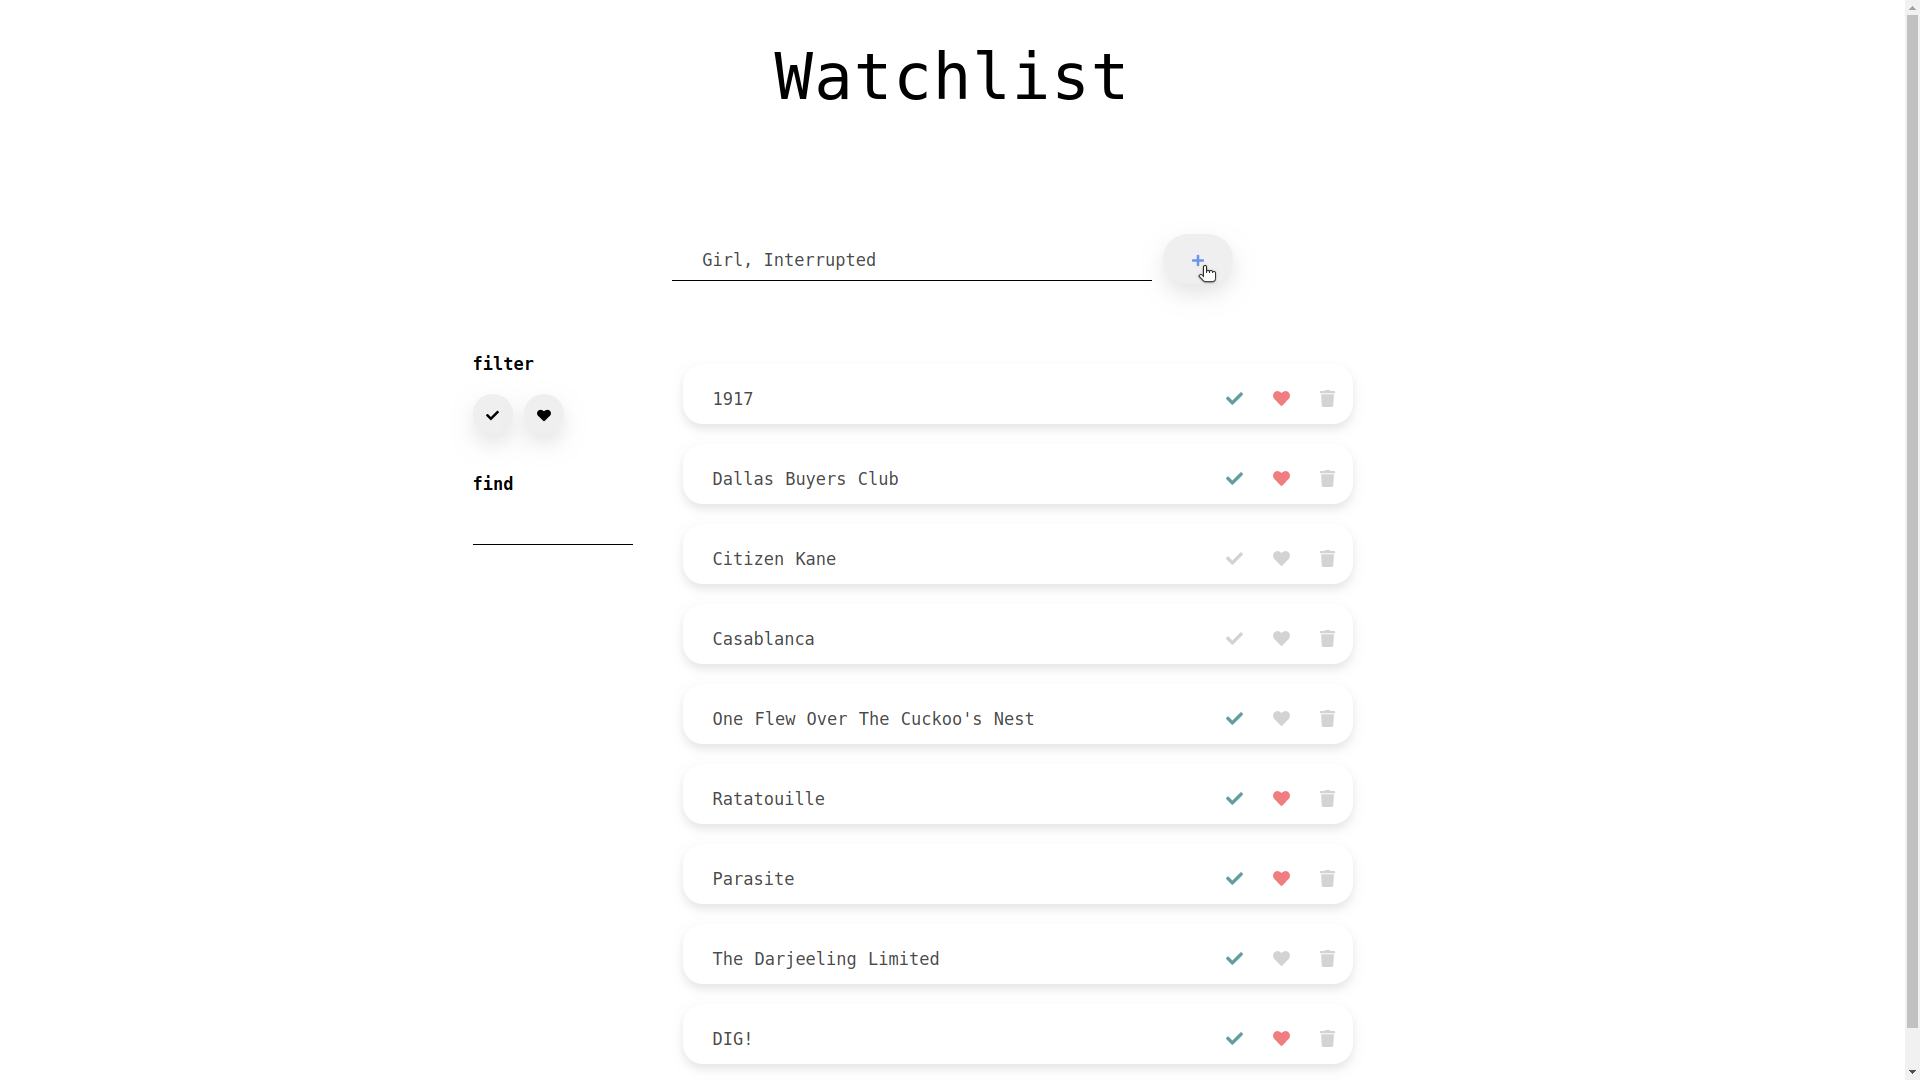 Watchlist
Girl, Interrupted
filter
find
1917
Dallas Buyers Club
Citizen Kane
Casablanca
One Flew Over The Cuckoo's Nest
Ratatouille
Parasite
The Darjeeling Limited
DIG!